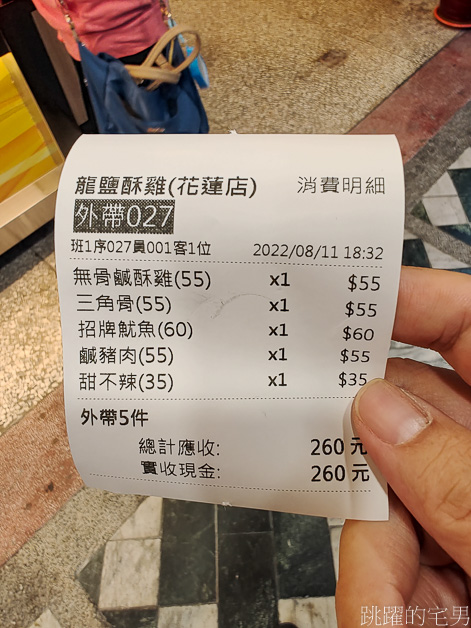 龍鹽酥雞(花蓮店) 消費明細
外帶027
班1序027員001客1位 2022/08/11 18:32
無骨鹹酥雞(55) x1 $55
三角骨(55) x1 $55
招牌魷魚(60) x1 $60
鹹豬肉(55) x1 $55
甜不辣(35) x1 $35
外帶5件
總計應收: 260 元
實收現金: 260 元
跳躍的宅男